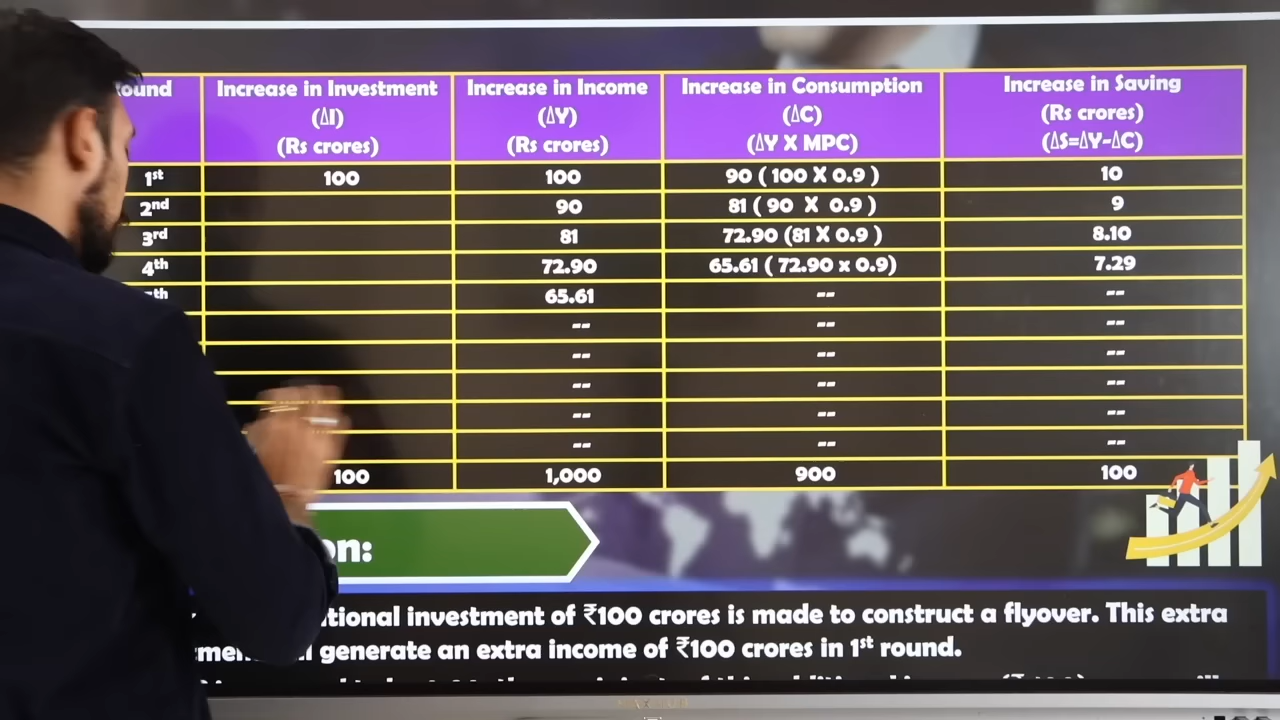 ound Increase in Investment Increase in Income Increase in Consumption Increase in Saving
(ΔI) (ΔY) (ΔC) (Rs crores)
(Rs crores) (Rs crores) (ΔY X MPC) (ΔS=ΔY-ΔC)
1st 100 100 90 ( 100 X 0.9 ) 10
2nd 90 81 ( 90 X 0.9 ) 9
3rd 81 72.90 (81 X 0.9 ) 8.10
4th 72.90 65.61 ( 72.90 x 0.9) 7.29
th 65.61 -- --
-- -- --
-- -- --
-- -- --
-- -- --
-- -- --
100 1,000 900 100
on:
tional investment of ₹100 crores is made to construct a flyover. This extra
generate an extra income of ₹100 crores in 1st round.